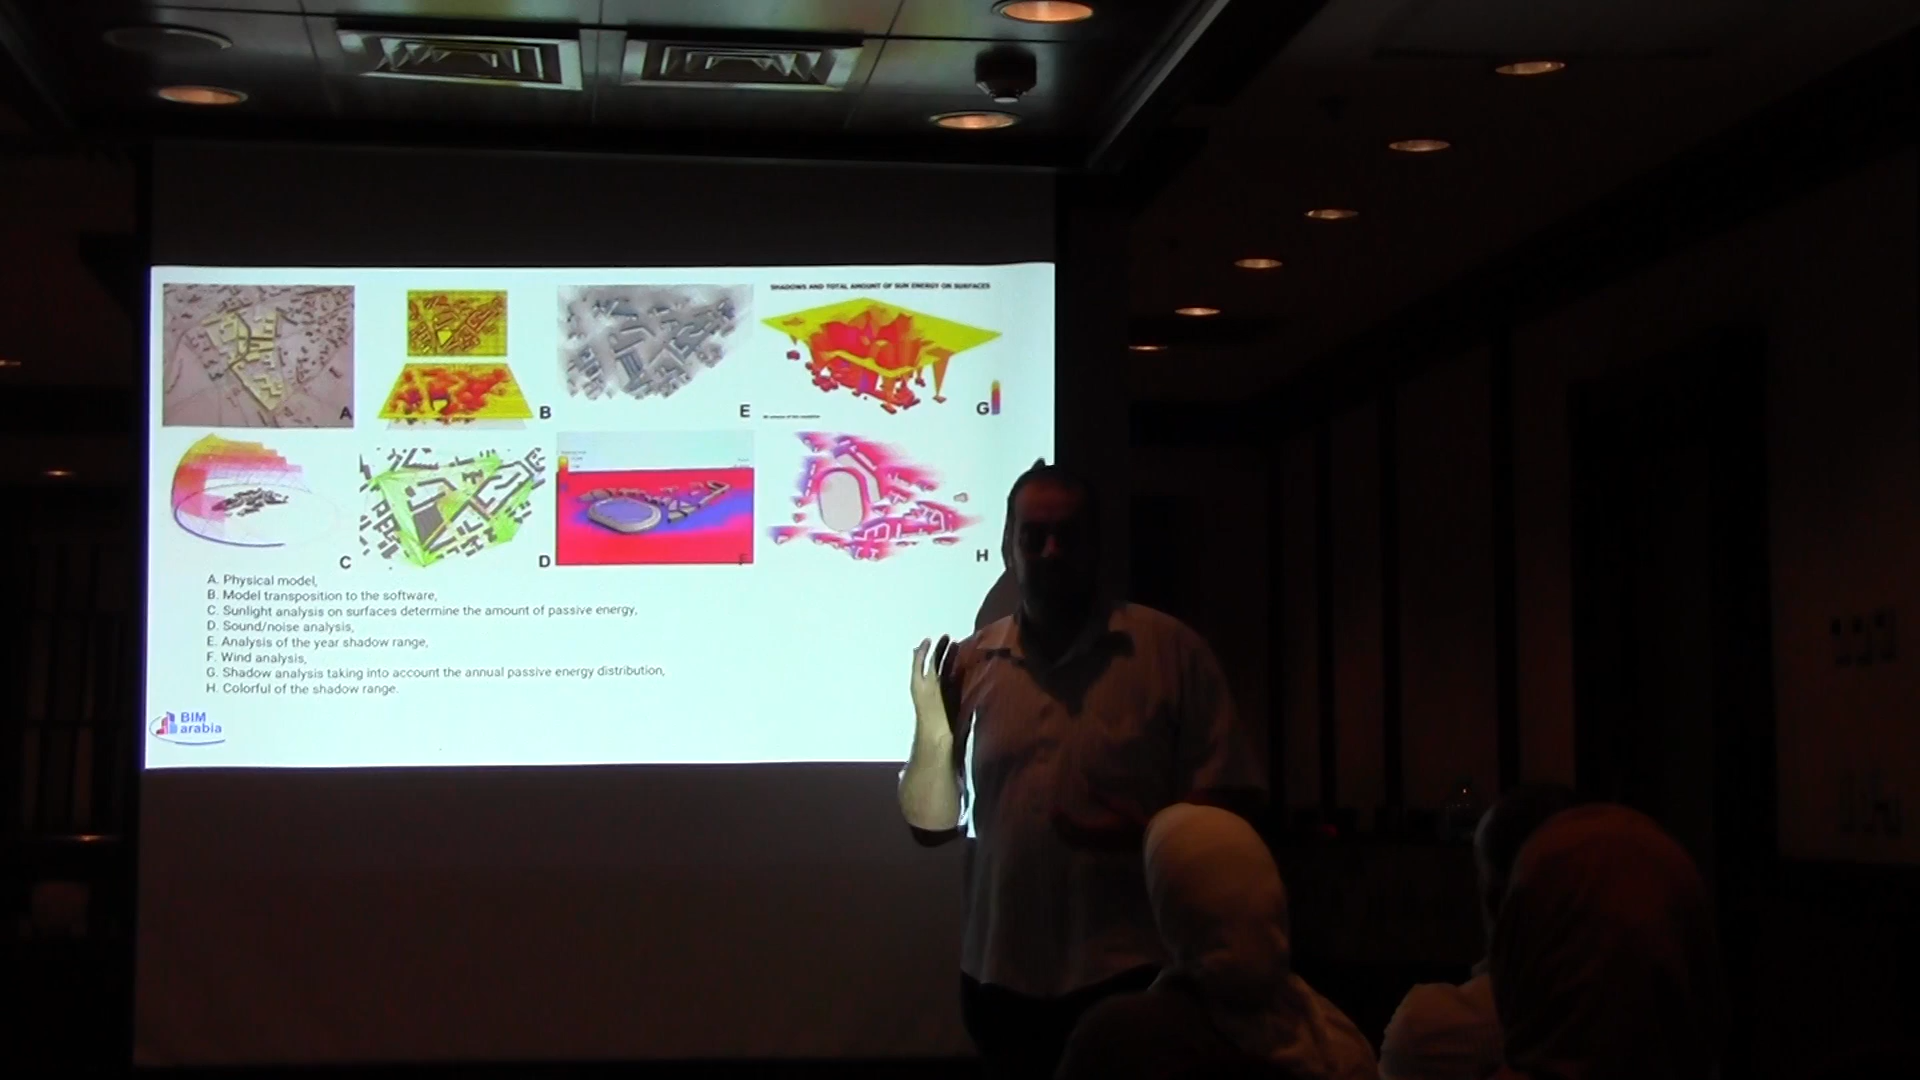 SHADOWS AND TOTAL AMOUNT OF SUN ENERGY ON SURFACES
A
B
E
G
C
D
F
H
A. Physical model,
B. Model transposition to the software,
C. Sunlight analysis on surfaces determine the amount of passive energy,
D. Sound/noise analysis,
E. Analysis of the year shadow range,
F. Wind analysis,
G. Shadow analysis taking into account the annual passive energy distribution,
H. Colorful of the shadow range.
BIM
arabia